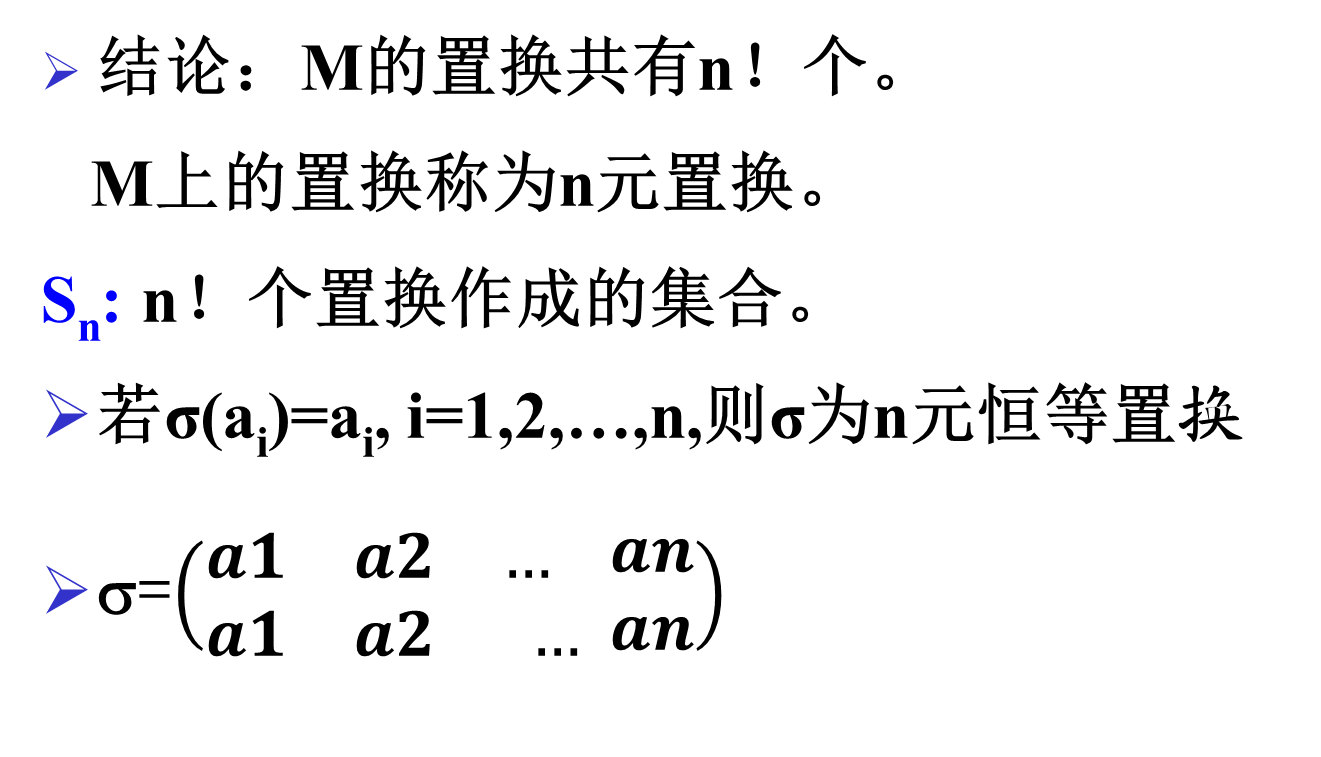 ➢ 结论：M的置换共有n！个。
M上的置换称为n元置换。
Sn: n！个置换作成的集合。
➢若σ(ai)=ai, i=1,2,…,n,则σ为n元恒等置换
➢σ=(a1 a2 … an
a1 a2 … an)